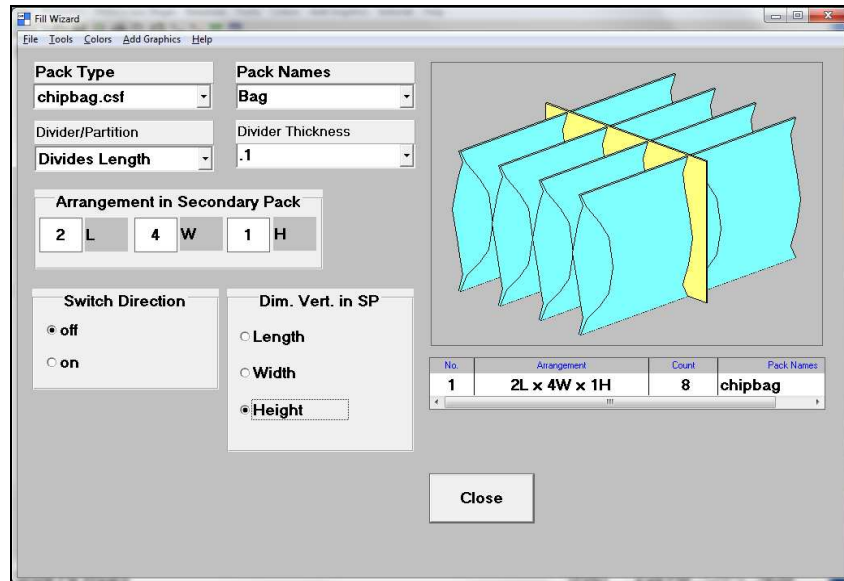 Fill Wizard
File Tools Colors Add Graphics Help
Pack Type
chipbag.csf
Pack Names
Bag
Divider/Partition
Divides Length
Divider Thickness
.1
Arrangement in Secondary Pack
2 L 4 W 1 H
Switch Direction
off
on
Dim. Vert. in SP
Length
Width
Height
No. Arrangement Count Pack Names
1 2L x 4W x 1H 8 chipbag
Close